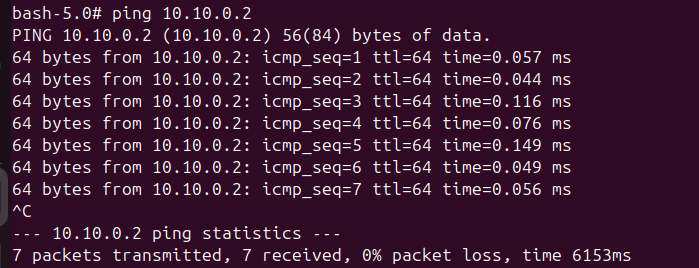 bash-5.0# ping 10.10.0.2
PING 10.10.0.2 (10.10.0.2) 56(84) bytes of data.
64 bytes from 10.10.0.2: icmp_seq=1 ttl=64 time=0.057 ms
64 bytes from 10.10.0.2: icmp_seq=2 ttl=64 time=0.044 ms
64 bytes from 10.10.0.2: icmp_seq=3 ttl=64 time=0.116 ms
64 bytes from 10.10.0.2: icmp_seq=4 ttl=64 time=0.076 ms
64 bytes from 10.10.0.2: icmp_seq=5 ttl=64 time=0.149 ms
64 bytes from 10.10.0.2: icmp_seq=6 ttl=64 time=0.049 ms
64 bytes from 10.10.0.2: icmp_seq=7 ttl=64 time=0.056 ms
^C
--- 10.10.0.2 ping statistics ---
7 packets transmitted, 7 received, 0% packet loss, time 6153ms